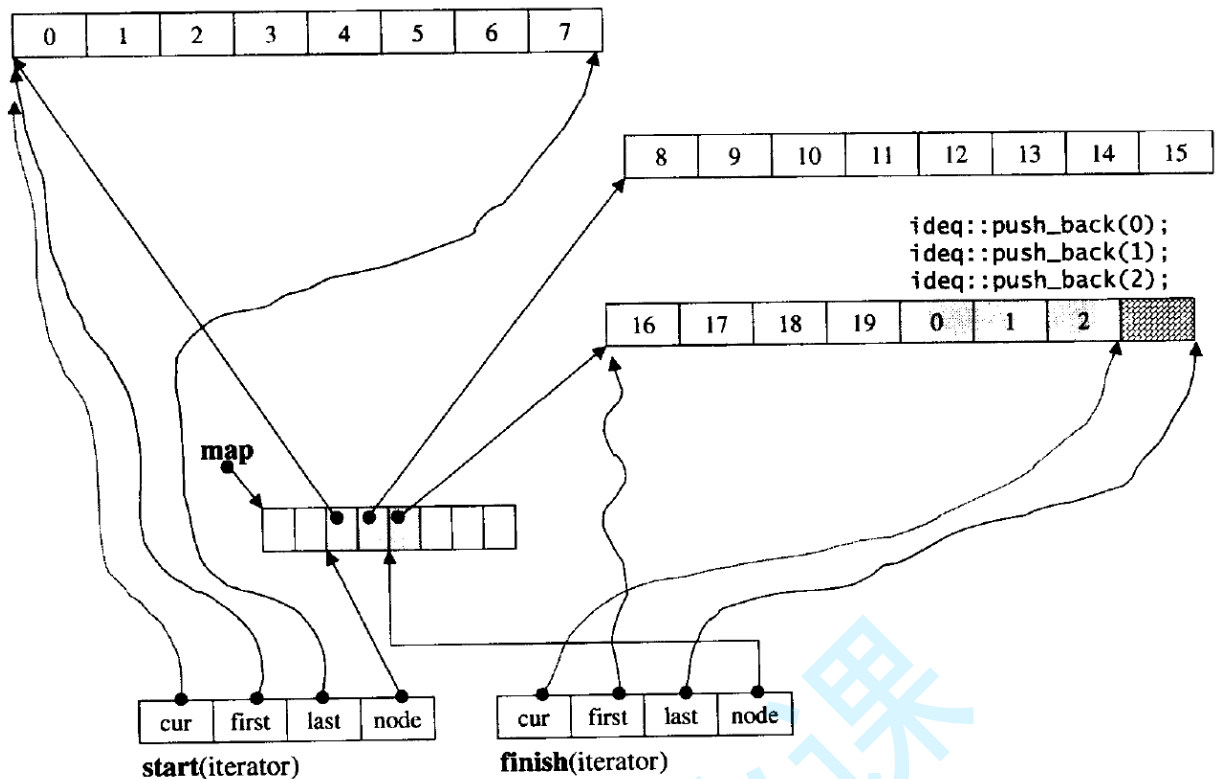 0 1 2 3 4 5 6 7
8 9 10 11 12 13 14 15
ideq::push_back(0);
ideq::push_back(1);
ideq::push_back(2);
16 17 18 19 0 1 2
map
cur first last node
cur first last node
start(iterator)
finish(iterator)